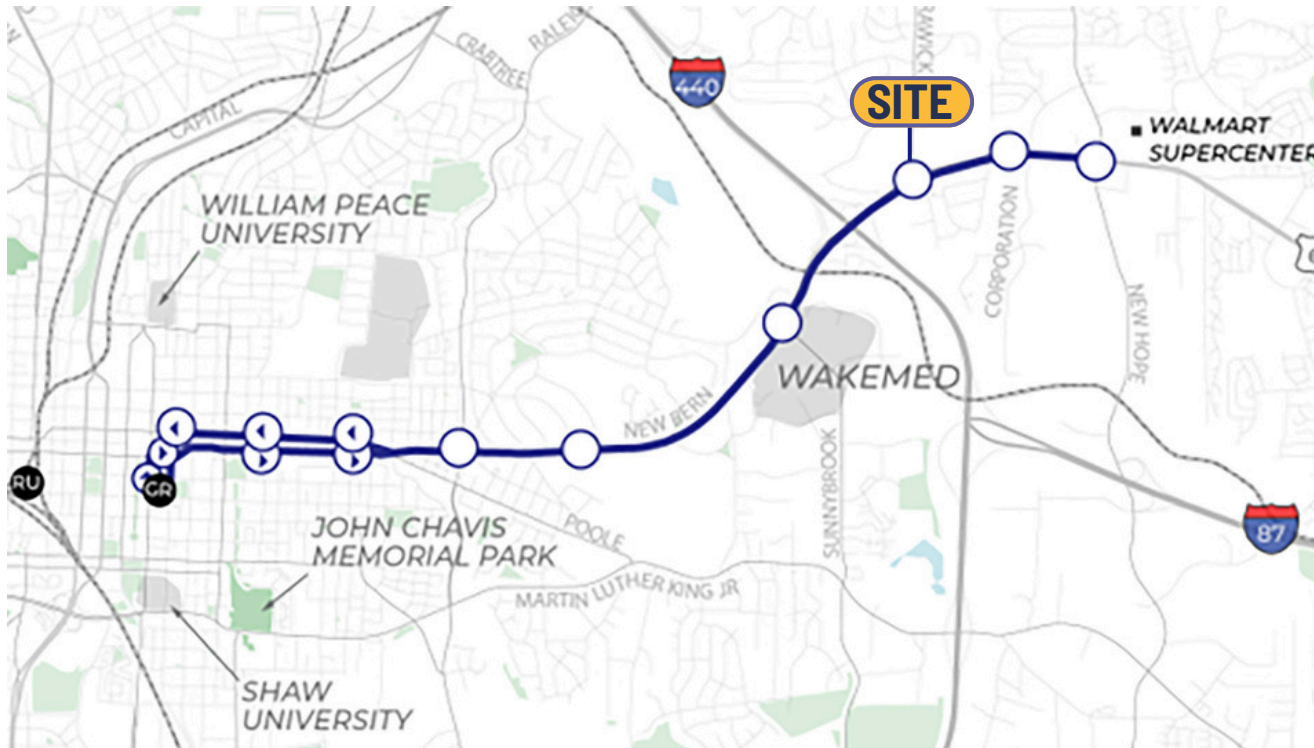 CRABTREE
440
SITE
WALMART
SUPERCENTER
CAPITAL
WILLIAM PEACE
UNIVERSITY
CORPORATION
NEW HOPE
WAKEMED
NEW BERN
SUNNYBROOK
RU
GR
JOHN CHAVIS
MEMORIAL PARK
POOLE
87
MARTIN LUTHER KING JR
SHAW
UNIVERSITY